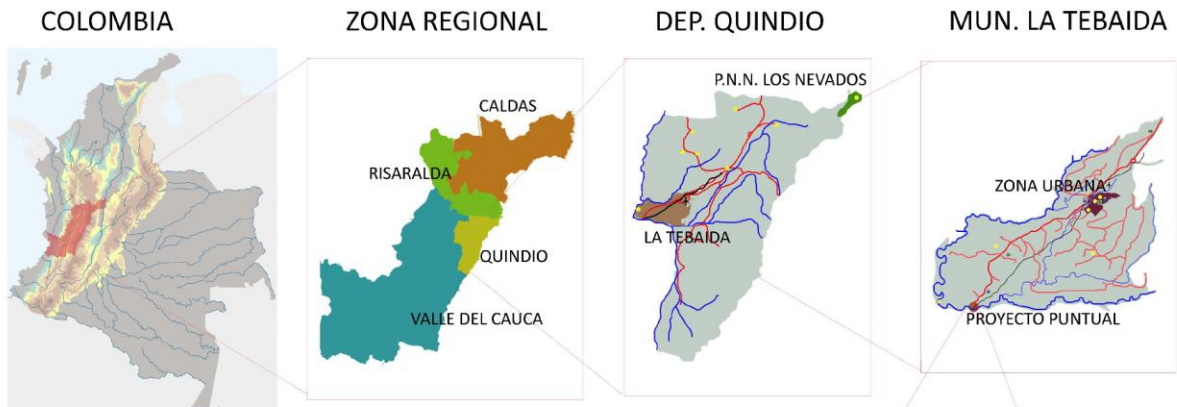 COLOMBIA
ZONA REGIONAL
DEP. QUINDIO
MUN. LA TEBAIDA
CALDAS
RISARALDA
QUINDIO
VALLE DEL CAUCA
P.N.N. LOS NEVADOS
LA TEBAIDA
ZONA URBANA
PROYECTO PUNTUAL